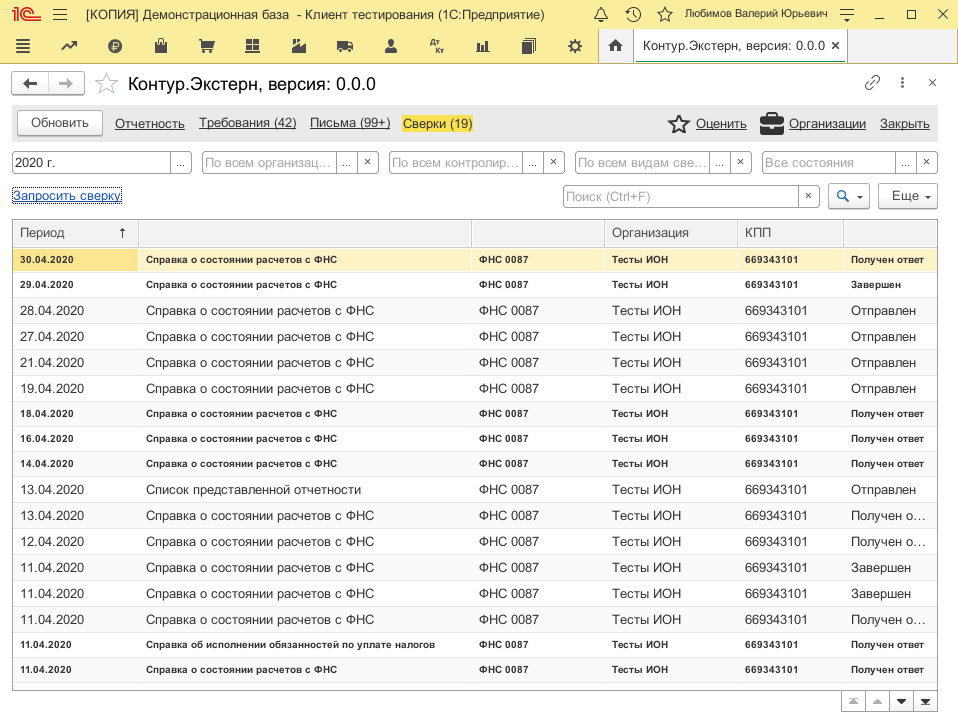 1С [КОПИЯ] Демонстрационная база - Клиент тестирования (1С:Предприятие) Любимов Валерий Юрьевич
Дт Кт Контур.Экстерн, версия: 0.0.0 ×
Контур.Экстерн, версия: 0.0.0
Обновить Отчетность Требования (42) Письма (99+) Сверки (19) Оценить Организации Закрыть
2020 г. ... По всем организац... ... × По всем контролир... ... × По всем видам све... ... × Все состояния ... ×
Запросить сверку Поиск (Ctrl+F) × Еще
Период ↑ Организация КПП
30.04.2020 Справка о состоянии расчетов с ФНС ФНС 0087 Тесты ИОН 669343101 Получен ответ
29.04.2020 Справка о состоянии расчетов с ФНС ФНС 0087 Тесты ИОН 669343101 Завершен
28.04.2020 Справка о состоянии расчетов с ФНС ФНС 0087 Тесты ИОН 669343101 Отправлен
27.04.2020 Справка о состоянии расчетов с ФНС ФНС 0087 Тесты ИОН 669343101 Отправлен
21.04.2020 Справка о состоянии расчетов с ФНС ФНС 0087 Тесты ИОН 669343101 Отправлен
19.04.2020 Справка о состоянии расчетов с ФНС ФНС 0087 Тесты ИОН 669343101 Отправлен
18.04.2020 Справка о состоянии расчетов с ФНС ФНС 0087 Тесты ИОН 669343101 Получен ответ
16.04.2020 Справка о состоянии расчетов с ФНС ФНС 0087 Тесты ИОН 669343101 Получен ответ
14.04.2020 Справка о состоянии расчетов с ФНС ФНС 0087 Тесты ИОН 669343101 Получен ответ
13.04.2020 Список представленной отчетности ФНС 0087 Тесты ИОН 669343101 Отправлен
13.04.2020 Справка о состоянии расчетов с ФНС ФНС 0087 Тесты ИОН 669343101 Получен о...
12.04.2020 Справка о состоянии расчетов с ФНС ФНС 0087 Тесты ИОН 669343101 Получен о...
11.04.2020 Справка о состоянии расчетов с ФНС ФНС 0087 Тесты ИОН 669343101 Завершен
11.04.2020 Справка о состоянии расчетов с ФНС ФНС 0087 Тесты ИОН 669343101 Завершен
11.04.2020 Справка о состоянии расчетов с ФНС ФНС 0087 Тесты ИОН 669343101 Получен о...
11.04.2020 Справка об исполнении обязанностей по уплате налогов ФНС 0087 Тесты ИОН 669343101 Получен ответ
11.04.2020 Справка о состоянии расчетов с ФНС ФНС 0087 Тесты ИОН 669343101 Получен ответ